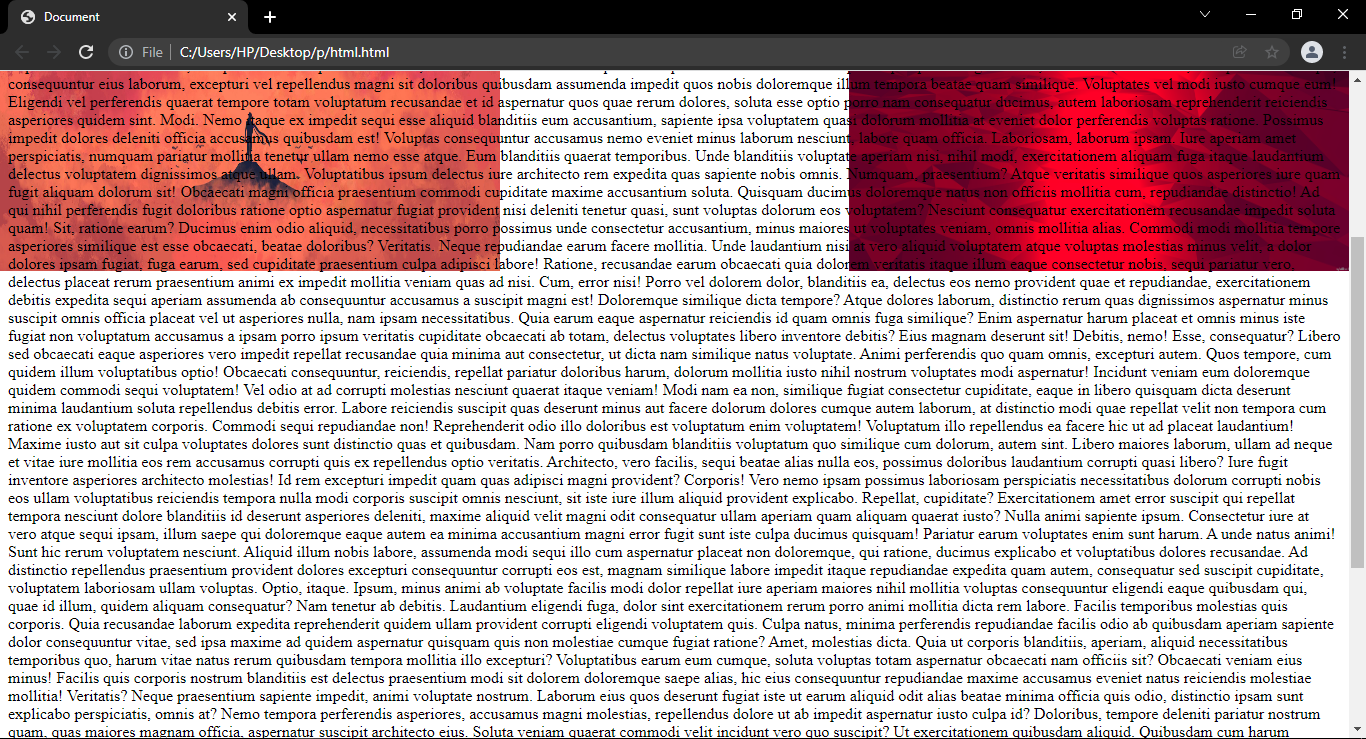 Document
File
C:/Users/HP/Desktop/p/html.html
consequuntur eius laborum, excepturi vel repellendus magni sit doloribus quibusdam assumenda impedit quos nobis doloremque illum tempora beatae quam similique. Voluptates vel modi iusto cumque eum!
Eligendi vel perferendis quaerat tempore totam voluptatum recusandae et id aspernatur quos quae rerum dolores, soluta esse optio porro nam consequatur ducimus, autem laboriosam reprehenderit reiciendis
asperiores quidem sint. Modi. Nemo itaque ex impedit sequi esse aliquid blanditiis eum accusantium, sapiente ipsa voluptatem quasi dolorum mollitia at eveniet dolor perferendis voluptas ratione. Possimus
impedit dolores deleniti officia accusamus quibusdam est! Voluptas consequuntur accusamus nemo eveniet minus laborum nesciunt, labore quam officia. Laboriosam, laborum ipsam. Iure aperiam amet
perspiciatis, numquam pariatur mollitia tenetur ullam nemo esse atque. Eum blanditiis quaerat temporibus. Unde blanditiis voluptate aperiam nisi, nihil modi, exercitationem aliquam fuga itaque laudantium
delectus voluptatem dignissimos atque ullam. Voluptatibus ipsum delectus iure architecto rem expedita quas sapiente nobis omnis. Numquam, praesentium? Atque veritatis similique quos asperiores iure quam
fugit aliquam dolorum sit! Obcaecati magni officia praesentium commodi cupiditate maxime accusantium soluta. Quisquam ducimus doloremque natus non officiis mollitia cum, repudiandae distinctio! Ad
qui nihil perferendis fugit doloribus ratione optio aspernatur fugiat provident nisi deleniti tenetur quasi, sunt voluptas dolorum eos voluptatem? Nesciunt consequatur exercitationem recusandae impedit soluta
quam! Sit, ratione earum? Ducimus enim odio aliquid, necessitatibus porro possimus unde consectetur accusantium, minus maiores ut voluptates veniam, omnis mollitia alias. Commodi modi mollitia tempore
asperiores similique est esse obcaecati, beatae doloribus? Veritatis. Neque repudiandae earum facere mollitia. Unde laudantium nisi at vero aliquid voluptatem atque voluptas molestias minus velit, a dolor
dolores ipsam fugiat, fuga earum, sed cupiditate praesentium culpa adipisci labore! Ratione, recusandae earum obcaecati quia dolorem veritatis itaque illum eaque consectetur nobis, sequi pariatur vero,
delectus placeat rerum praesentium animi ex impedit mollitia veniam quas ad nisi. Cum, error nisi! Porro vel dolorem dolor, blanditiis ea, delectus eos nemo provident quae et repudiandae, exercitationem
debitis expedita sequi aperiam assumenda ab consequuntur accusamus a suscipit magni est! Doloremque similique dicta tempore? Atque dolores laborum, distinctio rerum quas dignissimos aspernatur minus
suscipit omnis officia placeat vel ut asperiores nulla, nam ipsam necessitatibus. Quia earum eaque aspernatur reiciendis id quam omnis fuga similique? Enim aspernatur harum placeat et omnis minus iste
fugiat non voluptatum accusamus a ipsam porro ipsum veritatis cupiditate obcaecati ab totam, delectus voluptates libero inventore debitis? Eius magnam deserunt sit! Debitis, nemo! Esse, consequatur? Libero
sed obcaecati eaque asperiores vero impedit repellat recusandae quia minima aut consectetur, ut dicta nam similique natus voluptate. Animi perferendis quo quam omnis, excepturi autem. Quos tempore, cum
quidem illum voluptatibus optio! Obcaecati consequuntur, reiciendis, repellat pariatur doloribus harum, dolorum mollitia iusto nihil nostrum voluptates modi aspernatur! Incidunt veniam eum doloremque
quidem commodi sequi voluptatem! Vel odio at ad corrupti molestias nesciunt quaerat itaque veniam! Modi nam ea non, similique fugiat consectetur cupiditate, eaque in libero quisquam dicta deserunt
minima laudantium soluta repellendus debitis error. Labore reiciendis suscipit quas deserunt minus aut facere dolorum dolores cumque autem laborum, at distinctio modi quae repellat velit non tempora cum
ratione ex voluptatem corporis. Commodi sequi repudiandae non! Reprehenderit odio illo doloribus est voluptatum enim voluptatem! Voluptatum illo repellendus ea facere hic ut ad placeat laudantium!
Maxime iusto aut sit culpa voluptates dolores sunt distinctio quas et quibusdam. Nam porro quibusdam blanditiis voluptatum quo similique cum dolorum, autem sint. Libero maiores laborum, ullam ad neque
et vitae iure mollitia eos rem accusamus corrupti quis ex repellendus optio veritatis. Architecto, vero facilis, sequi beatae alias nulla eos, possimus doloribus laudantium corrupti quasi libero? Iure fugit
inventore asperiores architecto molestias! Id rem excepturi impedit quam quas adipisci magni provident? Corporis! Vero nemo ipsam possimus laboriosam perspiciatis necessitatibus dolorum corrupti nobis
eos ullam voluptatibus reiciendis tempora nulla modi corporis suscipit omnis nesciunt, sit iste iure illum aliquid provident explicabo. Repellat, cupiditate? Exercitationem amet error suscipit qui repellat
tempora nesciunt dolore blanditiis id deserunt asperiores deleniti, maxime aliquid velit magni odit consequatur ullam aperiam quam aliquam quaerat iusto? Nulla animi sapiente ipsum. Consectetur iure at
vero atque sequi ipsam, illum saepe qui doloremque eaque autem ea minima accusantium magni error fugit sunt iste culpa ducimus quisquam! Pariatur earum voluptates enim sunt harum. A unde natus animi!
Sunt hic rerum voluptatem nesciunt. Aliquid illum nobis labore, assumenda modi sequi illo cum aspernatur placeat non doloremque, qui ratione, ducimus explicabo et voluptatibus dolores recusandae. Ad
distinctio repellendus praesentium provident dolores excepturi consequuntur corrupti eos est, magnam similique labore impedit itaque repudiandae expedita quam autem, consequatur sed suscipit cupiditate,
voluptatem laboriosam ullam voluptas. Optio, itaque. Ipsum, minus animi ab voluptate facilis modi dolor repellat iure aperiam maiores nihil mollitia voluptas consequuntur eligendi eaque quibusdam qui,
quae id illum, quidem aliquam consequatur? Nam tenetur ab debitis. Laudantium eligendi fuga, dolor sint exercitationem rerum porro animi mollitia dicta rem labore. Facilis temporibus molestias quis
corporis. Quia recusandae laborum expedita reprehenderit quidem ullam provident corrupti eligendi voluptatem quis. Culpa natus, minima perferendis repudiandae facilis odio ab quibusdam aperiam sapiente
dolor consequuntur vitae, sed ipsa maxime ad quidem aspernatur quisquam quis non molestiae cumque fugiat ratione? Amet, molestias dicta. Quia ut corporis blanditiis, aperiam, aliquid necessitatibus
temporibus quo, harum vitae natus rerum quibusdam tempora mollitia illo excepturi? Voluptatibus earum eum cumque, soluta voluptas totam aspernatur obcaecati nam officiis sit? Obcaecati veniam eius
minus! Facilis quis corporis nostrum blanditiis est delectus praesentium modi sit dolorem doloremque saepe alias, hic eius consequuntur repudiandae maxime accusamus eveniet natus reiciendis molestiae
mollitia! Veritatis? Neque praesentium sapiente impedit, animi voluptate nostrum. Laborum eius quos deserunt fugiat iste ut earum aliquid odit alias beatae minima officia quis odio, distinctio ipsam sunt
explicabo perspiciatis, omnis at? Nemo tempora perferendis asperiores, accusamus magni molestias, repellendus dolore ut ab impedit aspernatur iusto culpa id? Doloribus, tempore deleniti pariatur nostrum
quam, quas maiores magnam officia, aspernatur suscipit architecto eius. Soluta veniam quaerat commodi velit incidunt vero quo suscipit? Ut exercitationem quibusdam aliquid. Quibusdam cum harum